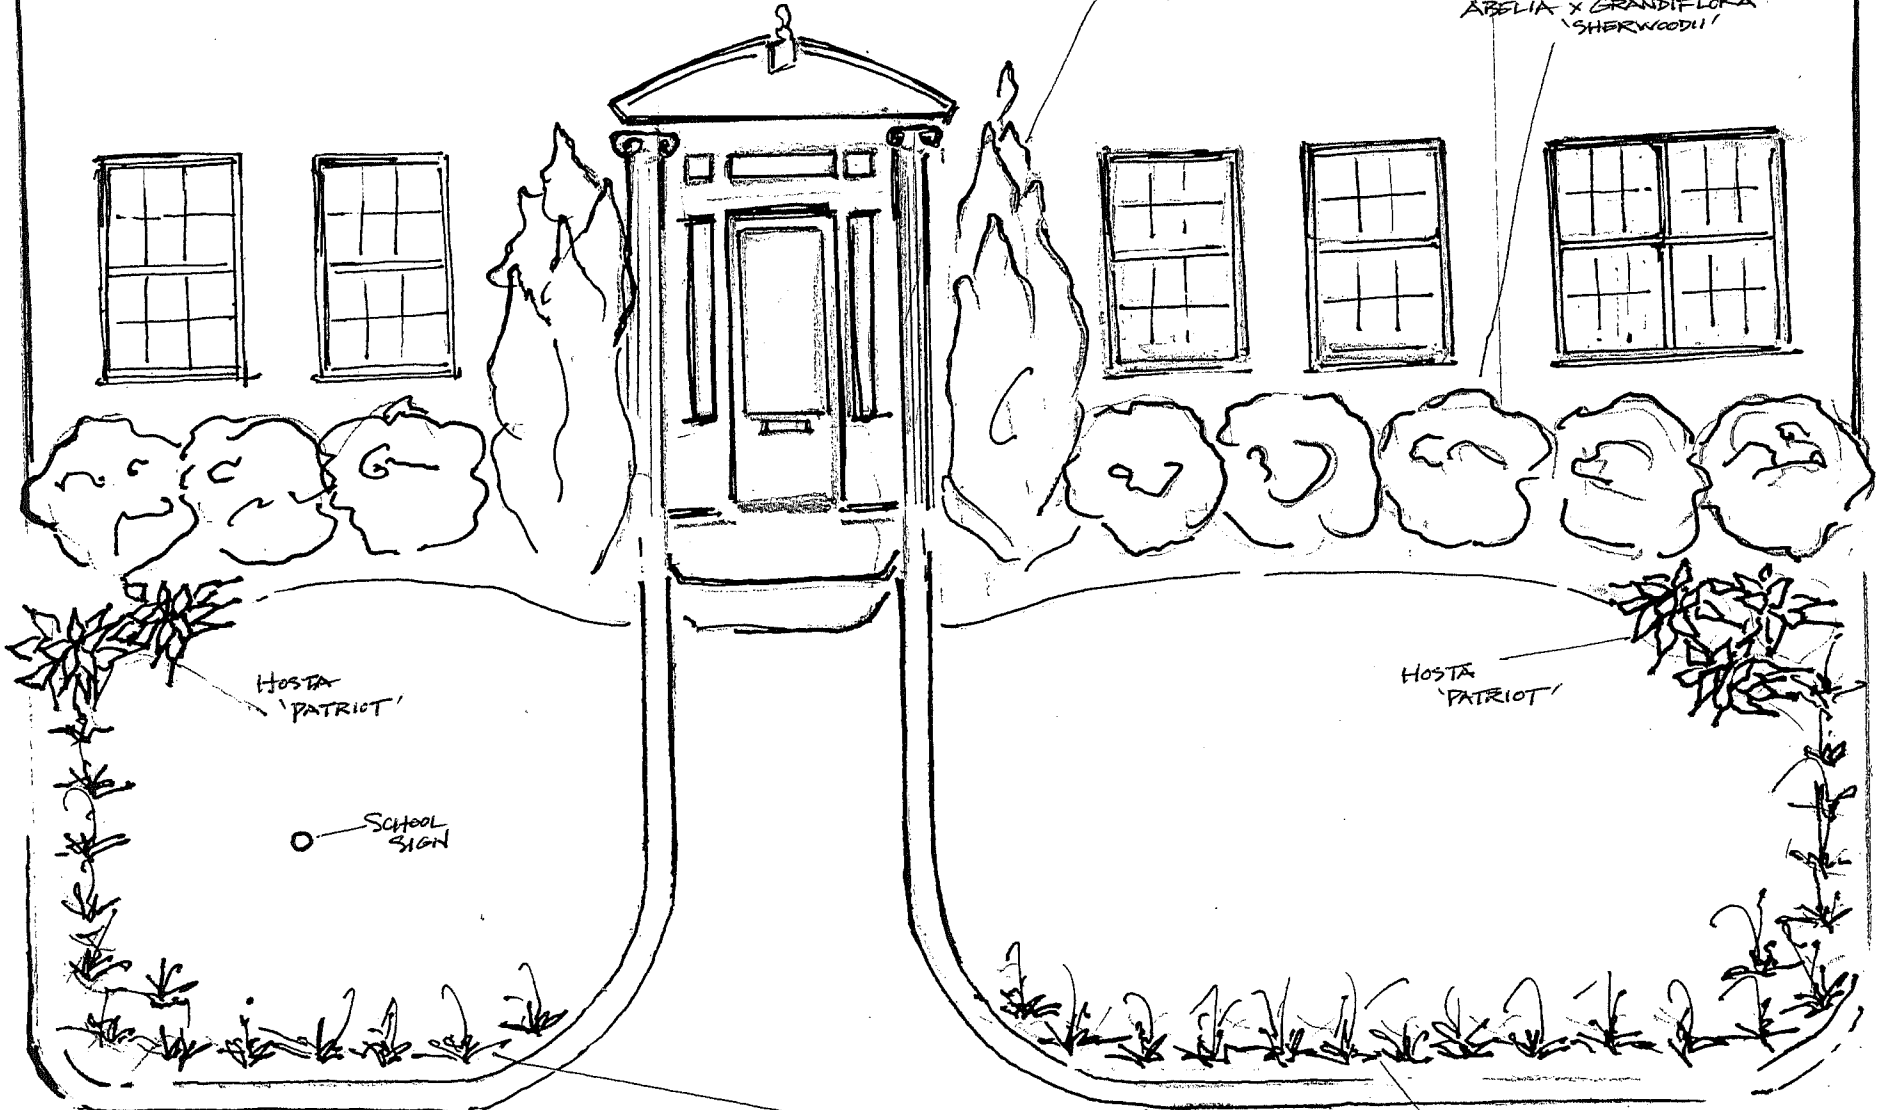 ABELIA X GRANDIFLORA
'SHERWOODII'
HOSTA
'PATRIOT'
HOSTA
'PATRIOT'
SCHOOL
SIGN